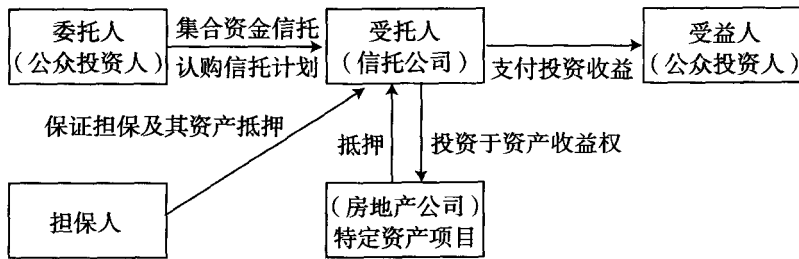 委托人
（公众投资人）
集合资金信托
认购信托计划
受托人
（信托公司）
支付投资收益
受益人
（公众投资人）
保证担保及其资产抵押
抵押
投资于资产收益权
担保人
（房地产公司）
特定资产项目